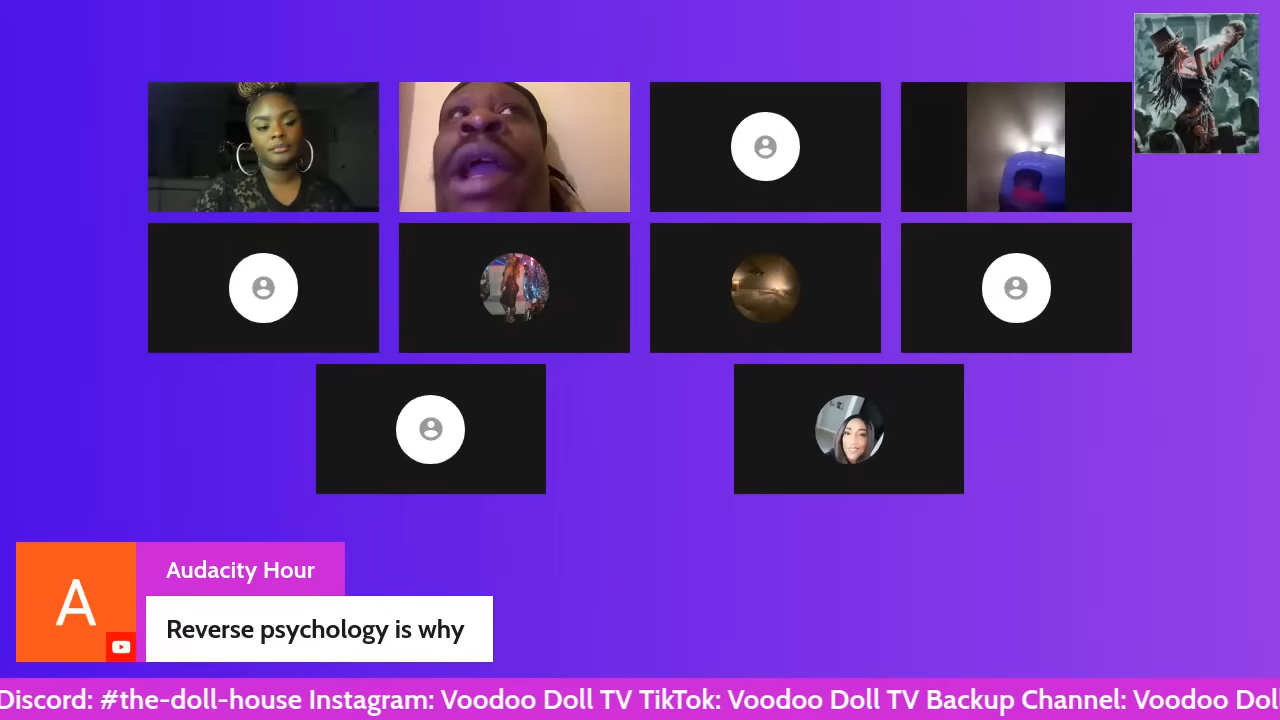 A
Audacity Hour
Reverse psychology is why
Discord: #the-doll-house Instagram: Voodoo Doll TV TikTok: Voodoo Doll TV Backup Channel: Voodoo Doll